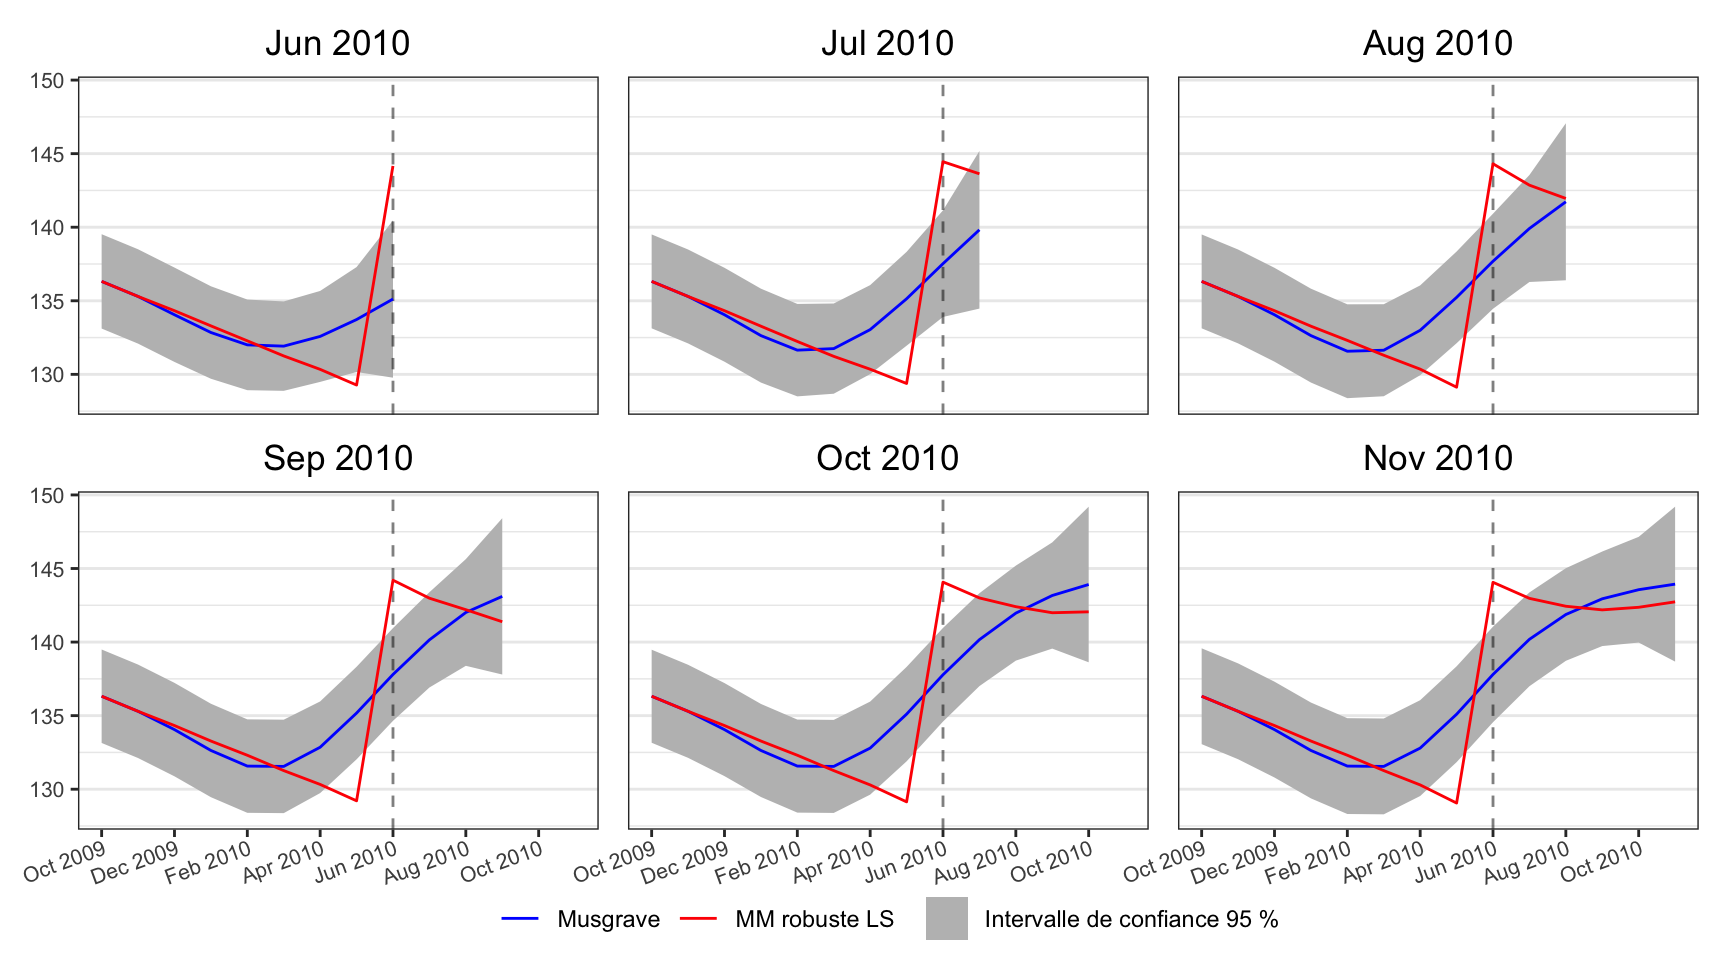 Jun 2010 Jul 2010 Aug 2010
150
145
140
135
130
Sep 2010 Oct 2010 Nov 2010
150
145
140
135
130
Oct 2009 Dec 2009 Feb 2010 Apr 2010 Jun 2010 Aug 2010 Oct 2010 Oct 2009 Dec 2009 Feb 2010 Apr 2010 Jun 2010 Aug 2010 Oct 2010 Oct 2009 Dec 2009 Feb 2010 Apr 2010 Jun 2010 Aug 2010 Oct 2010
Musgrave MM robuste LS Intervalle de confiance 95 %